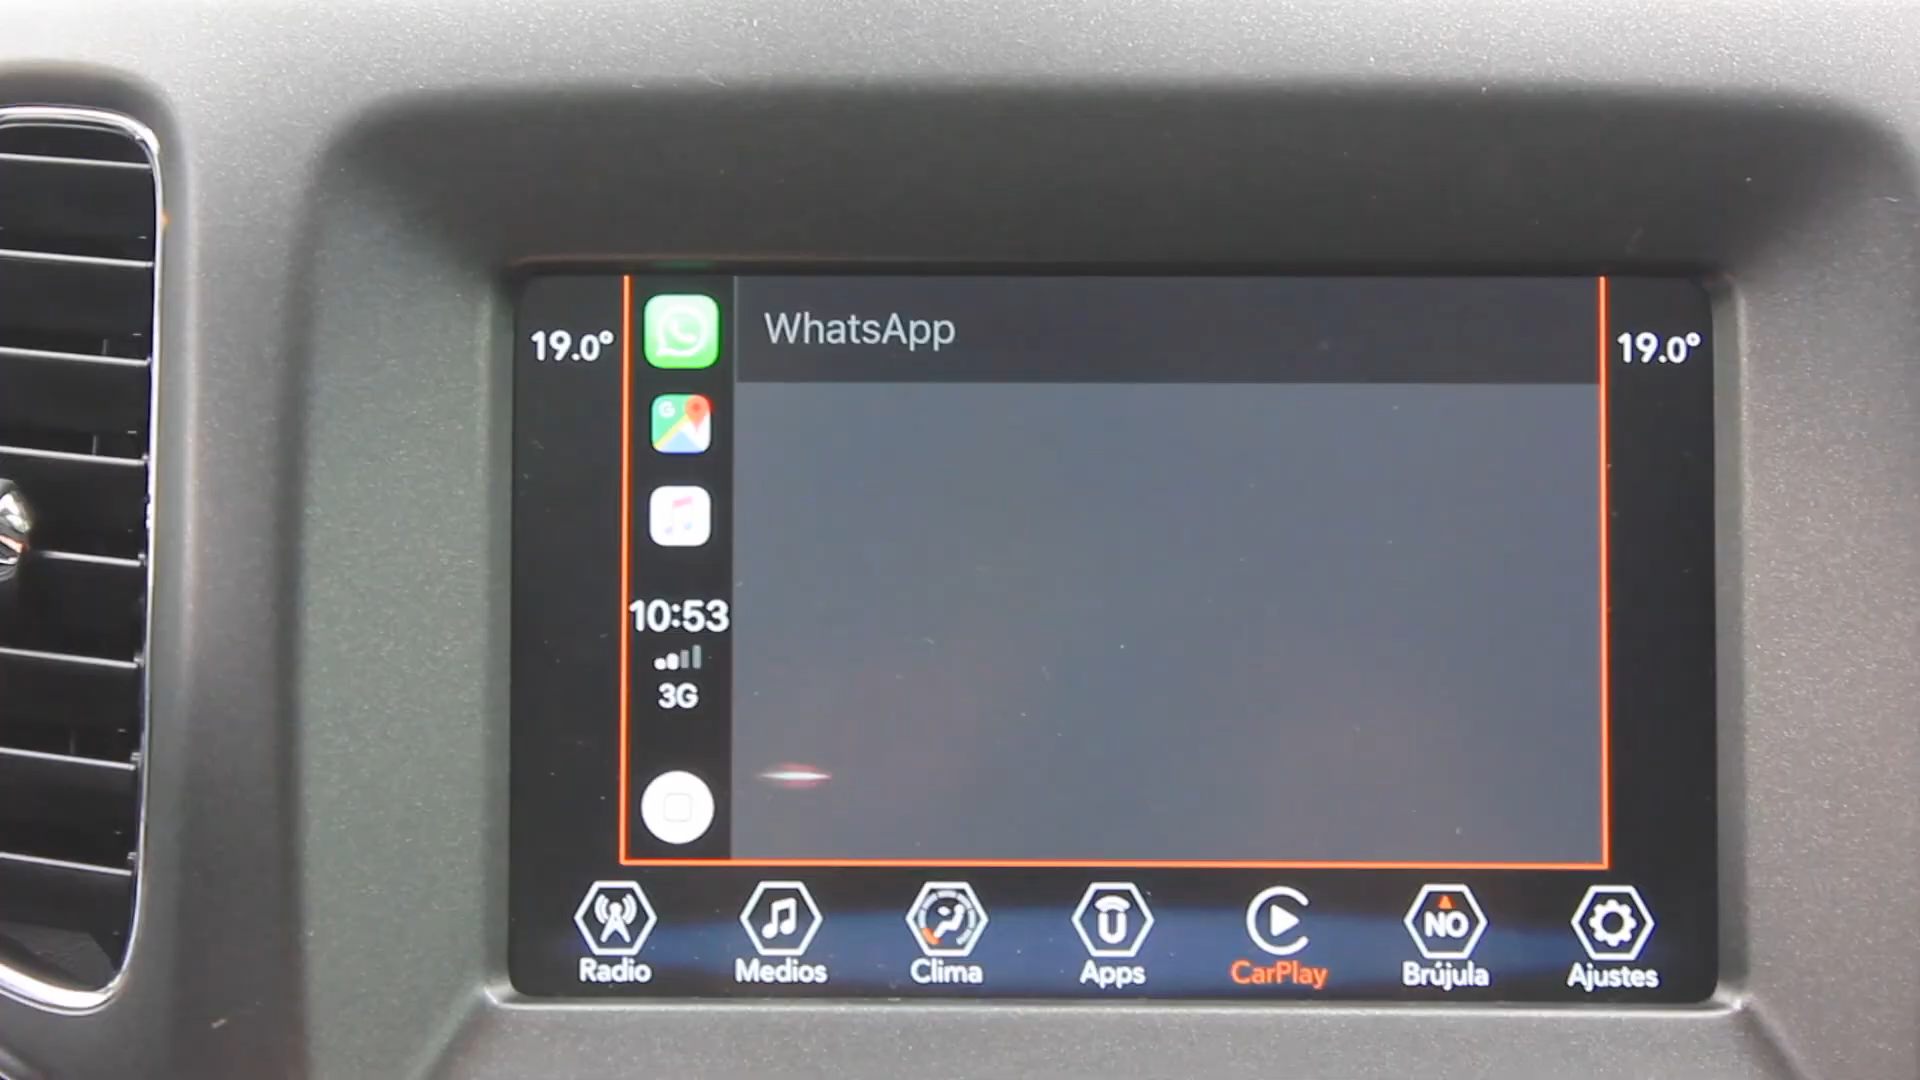 WhatsApp
19.0°
19.0°
G
10:53
3G
U
NO
Radio
Medios
Clima
Apps
CarPlay
Brújula
Ajustes